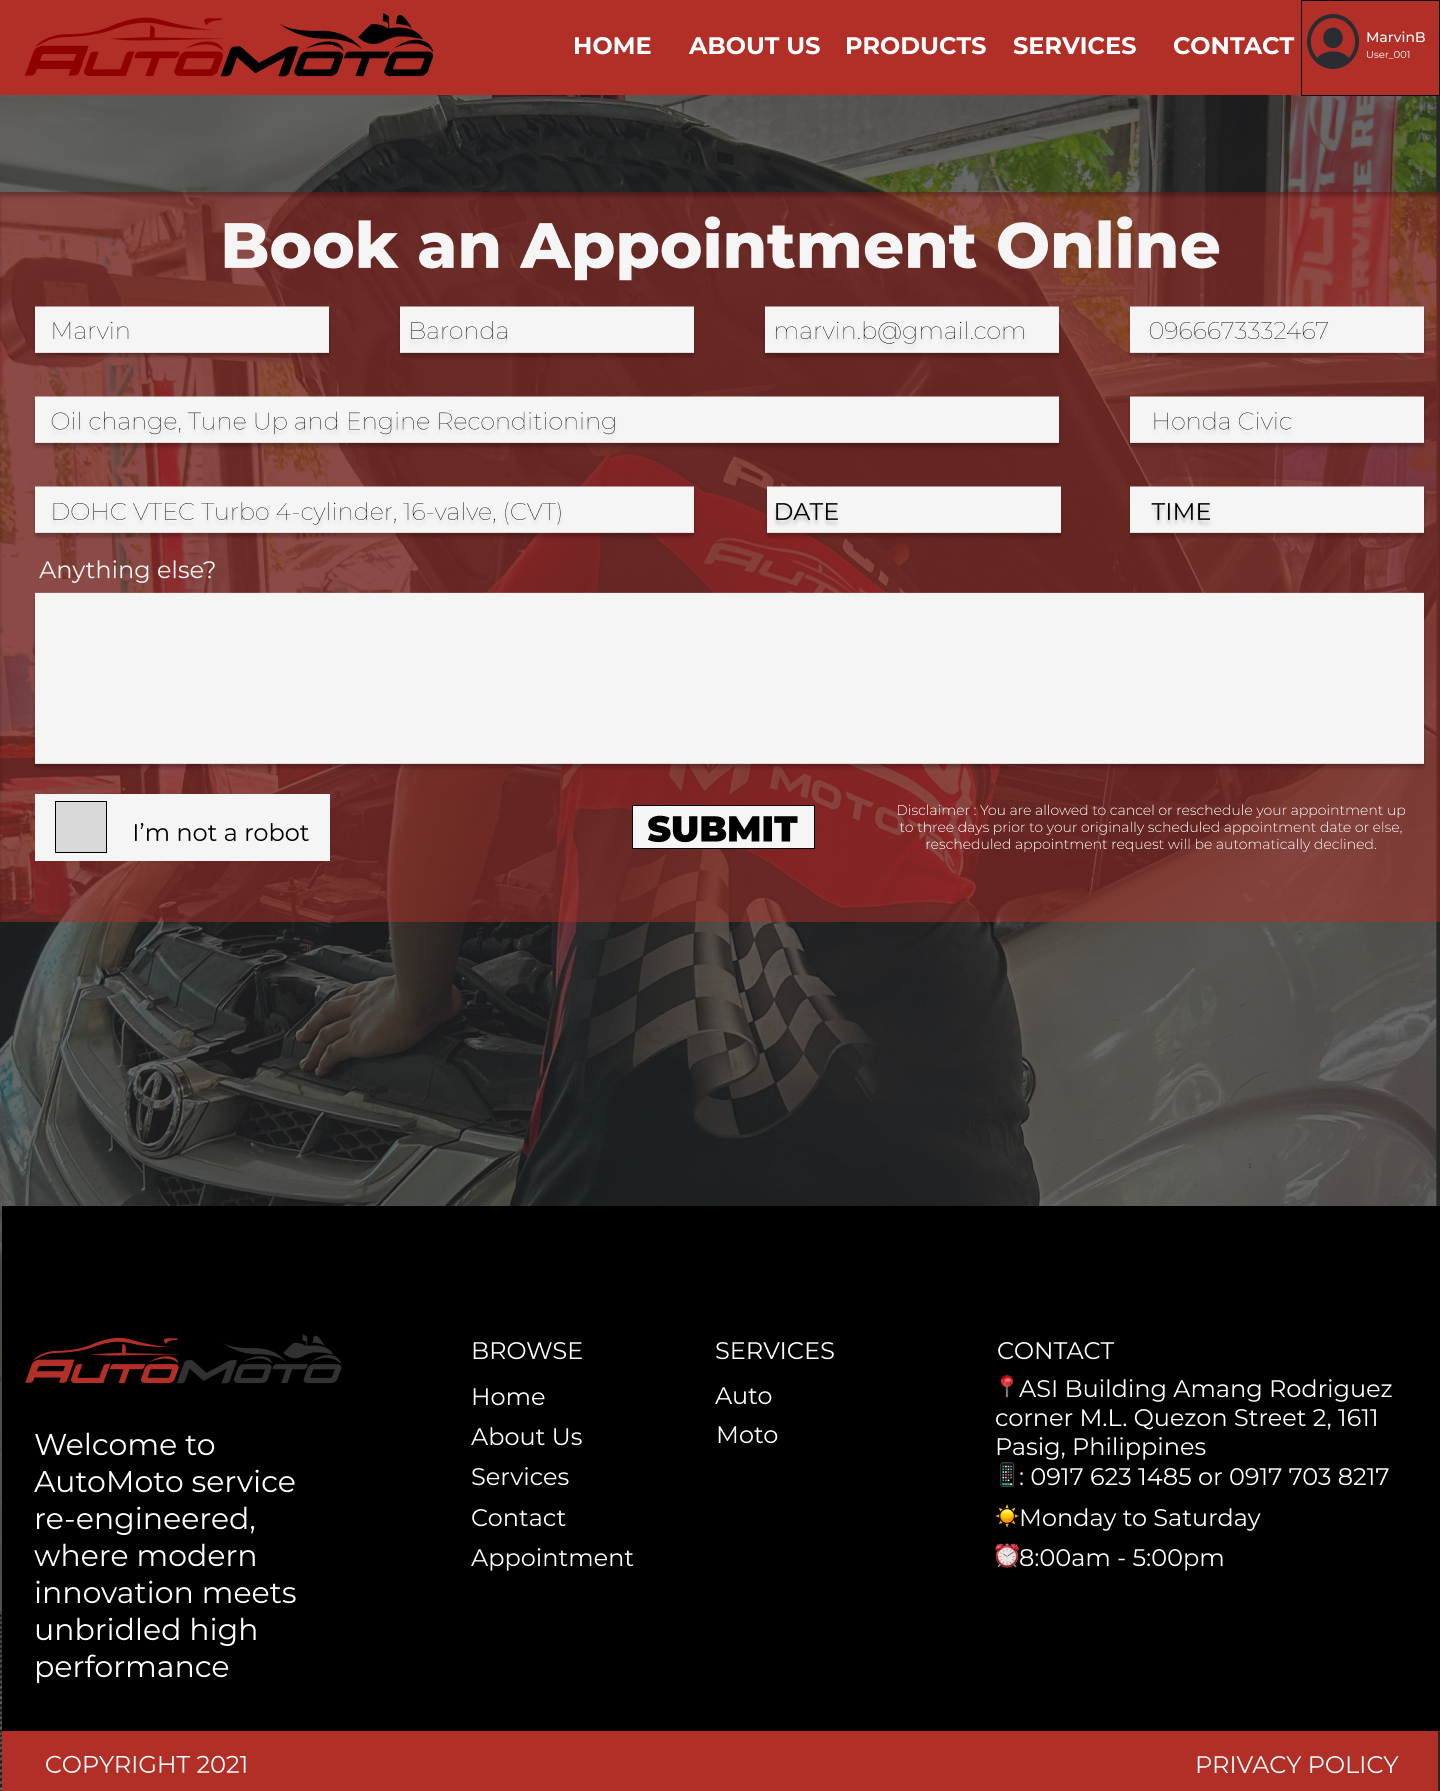 AUTOMOTO
HOME ABOUT US PRODUCTS SERVICES CONTACT
MarvinB
User_001
Book an Appointment Online
Marvin Baronda marvin.b@gmail.com 0966673332467
Oil change, Tune Up and Engine Reconditioning Honda Civic
DOHC VTEC Turbo 4-cylinder, 16-valve, (CVT) DATE TIME
Anything else?
I'm not a robot
SUBMIT
Disclaimer : You are allowed to cancel or reschedule your appointment up
to three days prior to your originally scheduled appointment date or else,
rescheduled appointment request will be automatically declined.
AUTOMOTO
Welcome to
AutoMoto service
re-engineered,
where modern
innovation meets
unbridled high
performance
BROWSE
Home
About Us
Services
Contact
Appointment
SERVICES
Auto
Moto
CONTACT
📍ASI Building Amang Rodriguez
corner M.L. Quezon Street 2, 1611
Pasig, Philippines
📱: 0917 623 1485 or 0917 703 8217
☀️Monday to Saturday
⏰8:00am - 5:00pm
COPYRIGHT 2021 PRIVACY POLICY